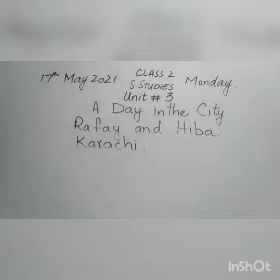 17th May 2021 CLASS 2 Monday.
S STUDIES
Unit # 3
A Day in the City
Rafay and Hiba
Karachi.
InShOt